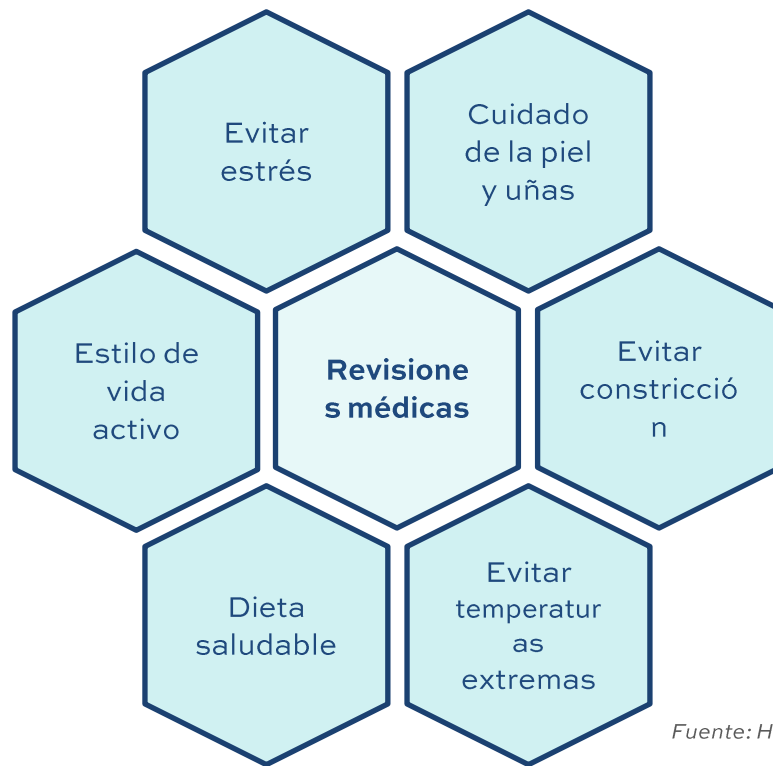 Evitar
estrés
Cuidado
de la piel
y uñas
Estilo de
vida
activo
Revisione
s médicas
Evitar
constricció
n
Dieta
saludable
Evitar
temperatur
as
extremas
Fuente: H